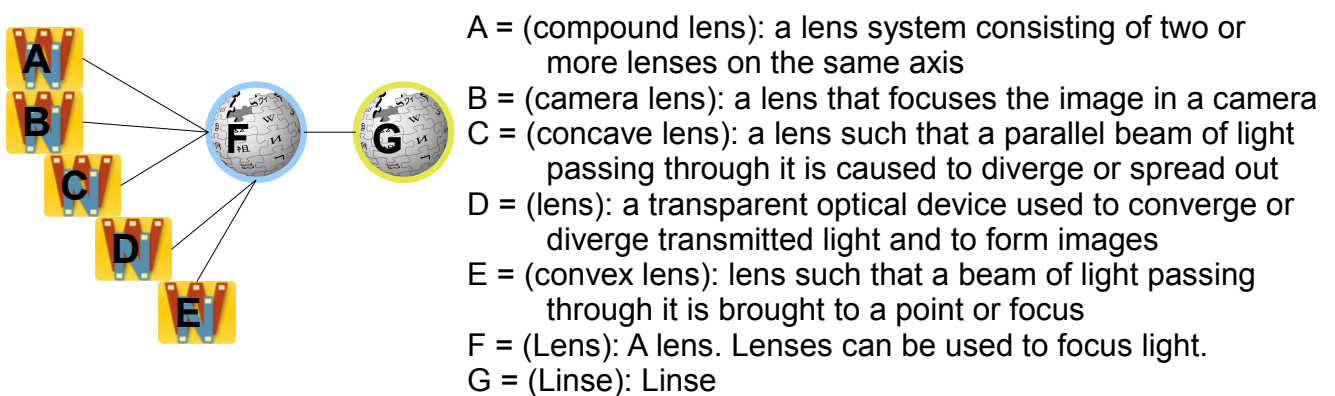 A
B
C
D
E
F
G
A = (compound lens): a lens system consisting of two or
more lenses on the same axis
B = (camera lens): a lens that focuses the image in a camera
C = (concave lens): a lens such that a parallel beam of light
passing through it is caused to diverge or spread out
D = (lens): a transparent optical device used to converge or
diverge transmitted light and to form images
E = (convex lens): lens such that a beam of light passing
through it is brought to a point or focus
F = (Lens): A lens. Lenses can be used to focus light.
G = (Linse): Linse